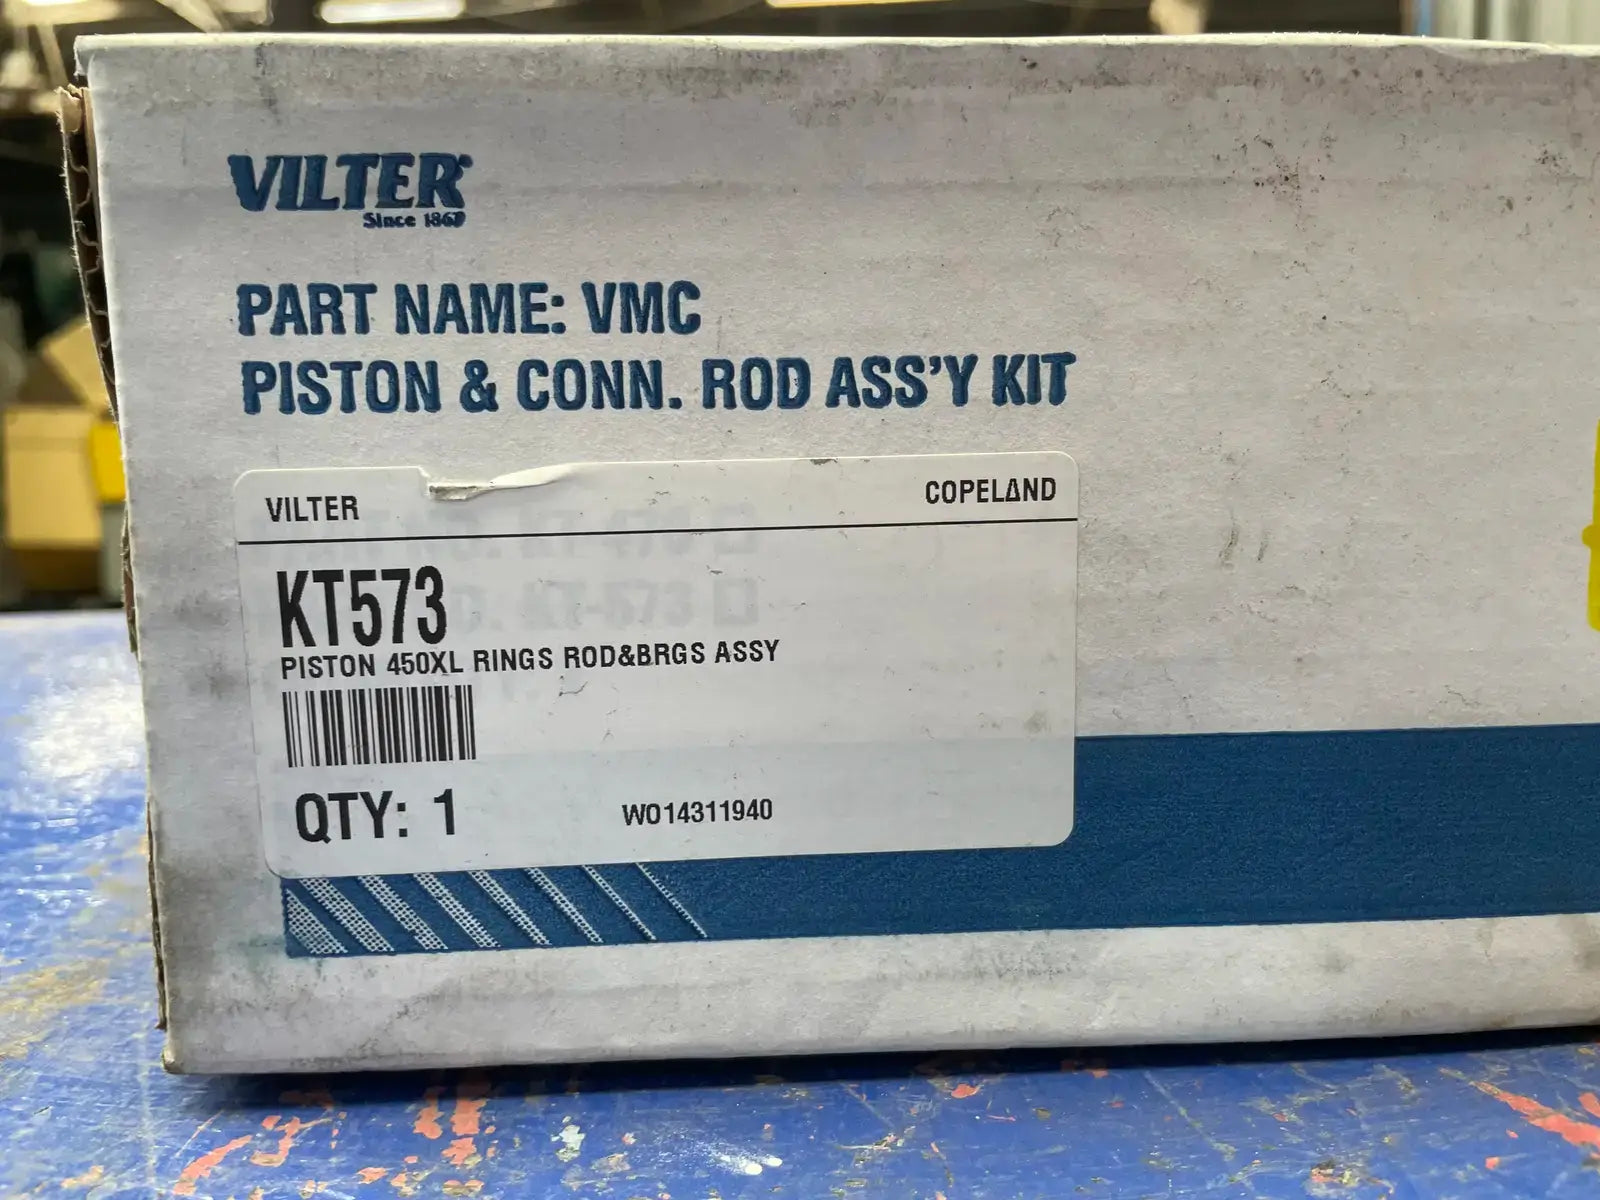 VILTER®
Since 1867
PART NAME: VMC
PISTON & CONN. ROD ASS'Y KIT
VILTER
COPELAND
KT573
PISTON 450XL RINGS ROD&BRGS ASSY
QTY: 1
WO14311940